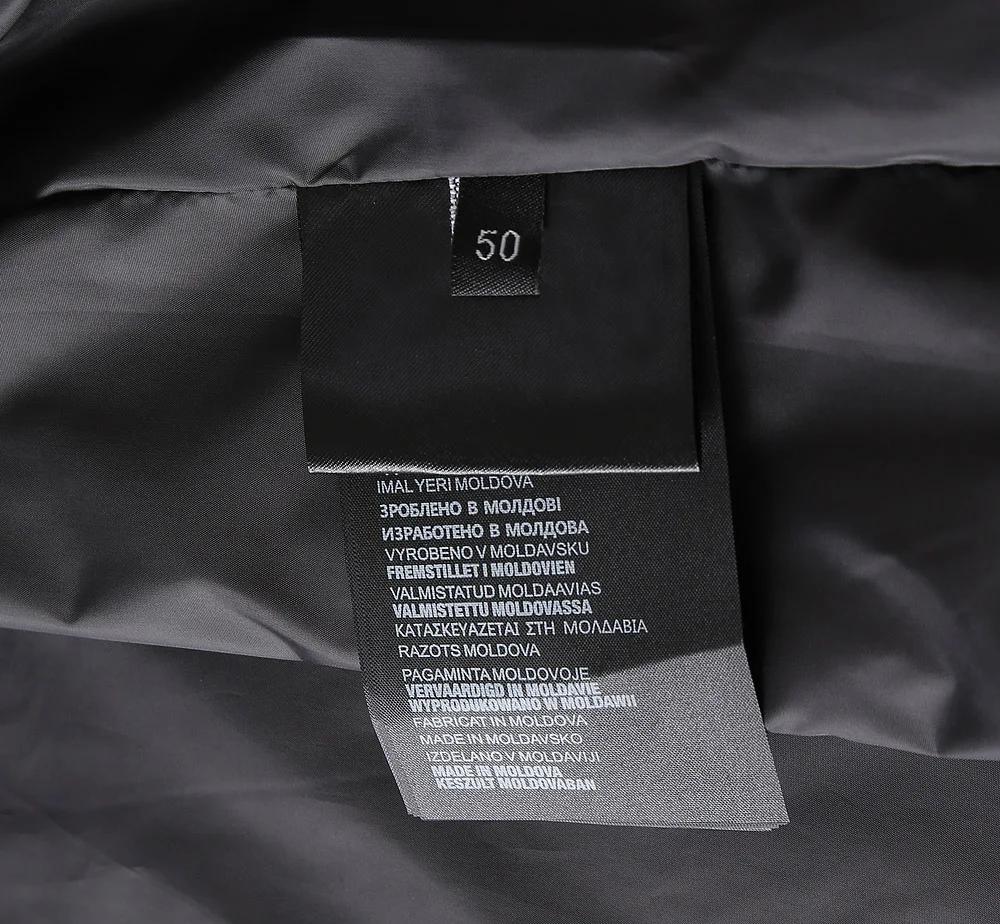 50
IMAL YERI MOLDOVA
ЗРОБЛЕНО В МОЛДОВІ
ИЗРАБОТЕНО В МОЛДОВА
VYROBENO V MOLDAVSKU
FREMSTILLET I MOLDOVIEN
VALMISTATUD MOLDAAVIAS
VALMISTETTU MOLDOVASSA
ΚΑΤΑΣΚΕΥΑΖΕΤΑΙ ΣΤΗ ΜΟΛΔΑΒΙΑ
RAZOTS MOLDOVA
PAGAMINTA MOLDOVOJE
VERVAARDIGD IN MOLDAVIE
WYPRODUKOWANO W MOLDAWII
FABRICAT IN MOLDOVA
MADE IN MOLDAVSKO
IZDELANO V MOLDAVIJI
MADE IN MOLDOVA
KESZULT MOLDOVABAN